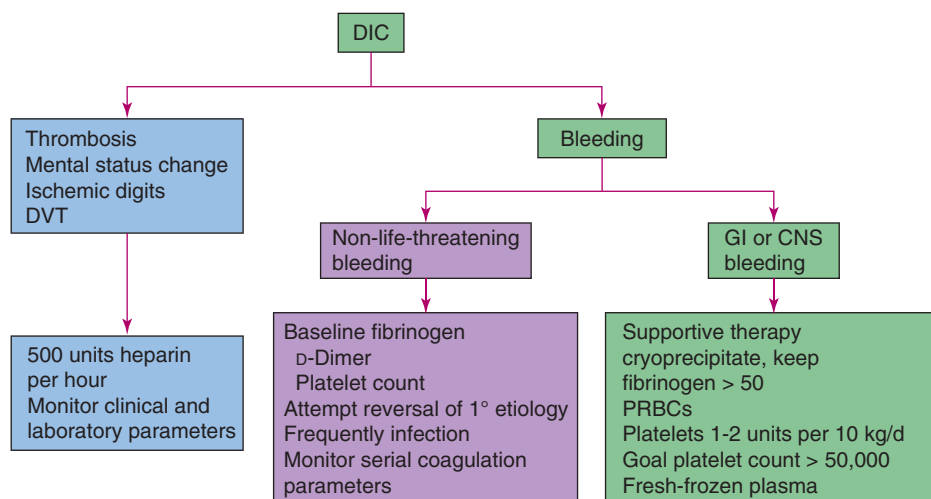 DIC
Thrombosis
Mental status change
Ischemic digits
DVT
Bleeding
Non-life-threatening
bleeding
GI or CNS
bleeding
500 units heparin
per hour
Monitor clinical and
laboratory parameters
Baseline fibrinogen
D-Dimer
Platelet count
Attempt reversal of 1° etiology
Frequently infection
Monitor serial coagulation
parameters
Supportive therapy
cryoprecipitate, keep
fibrinogen > 50
PRBCs
Platelets 1-2 units per 10 kg/d
Goal platelet count > 50,000
Fresh-frozen plasma